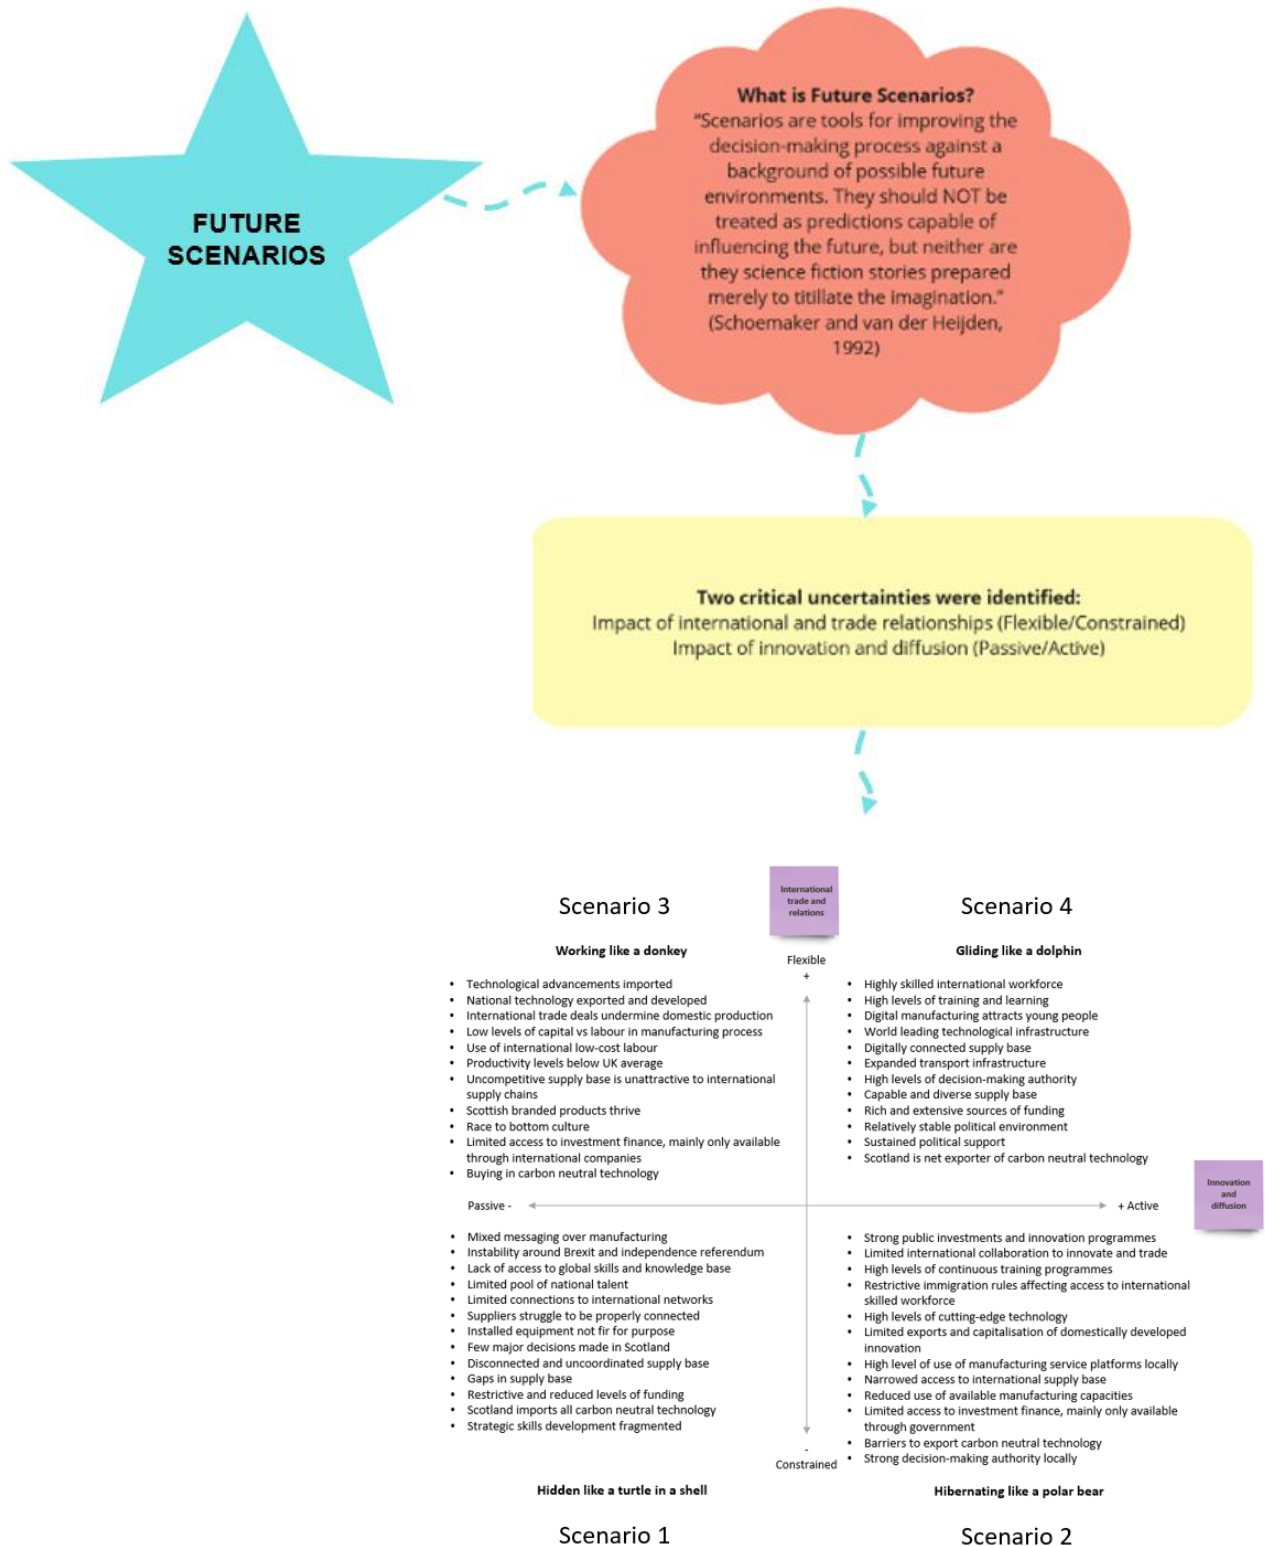 FUTURE
SCENARIOS
What is Future Scenarios?
"Scenarios are tools for improving the
decision-making process against a
background of possible future
environments. They should NOT be
treated as predictions capable of
influencing the future, but neither are
they science fiction stories prepared
merely to titillate the imagination."
(Schoemaker and van der Heijden,
1992)
Two critical uncertainties were identified:
Impact of international and trade relationships (Flexible/Constrained)
Impact of innovation and diffusion (Passive/Active)
International
trade and
relations
Scenario 3
Working like a donkey
• Technological advancements imported
• National technology exported and developed
• International trade deals undermine domestic production
• Low levels of capital vs labour in manufacturing process
• Use of international low-cost labour
• Productivity levels below UK average
• Uncompetitive supply base is unattractive to international
supply chains
• Scottish branded products thrive
• Race to bottom culture
• Limited access to investment finance, mainly only available
through international companies
• Buying in carbon neutral technology
Flexible
+
Scenario 4
Gliding like a dolphin
• Highly skilled international workforce
• High levels of training and learning
• Digital manufacturing attracts young people
• World leading technological infrastructure
• Digitally connected supply base
• Expanded transport infrastructure
• High levels of decision-making authority
• Capable and diverse supply base
• Rich and extensive sources of funding
• Relatively stable political environment
• Sustained political support
• Scotland is net exporter of carbon neutral technology
Passive -
+ Active
Innovation
and
diffusion
• Mixed messaging over manufacturing
• Instability around Brexit and independence referendum
• Lack of access to global skills and knowledge base
• Limited pool of national talent
• Limited connections to international networks
• Suppliers struggle to be properly connected
• Installed equipment not fir for purpose
• Few major decisions made in Scotland
• Disconnected and uncoordinated supply base
• Gaps in supply base
• Restrictive and reduced levels of funding
• Scotland imports all carbon neutral technology
• Strategic skills development fragmented
Hidden like a turtle in a shell
Scenario 1
-
Constrained
• Strong public investments and innovation programmes
• Limited international collaboration to innovate and trade
• High levels of continuous training programmes
• Restrictive immigration rules affecting access to international
skilled workforce
• High levels of cutting-edge technology
• Limited exports and capitalisation of domestically developed
innovation
• High level of use of manufacturing service platforms locally
• Narrowed access to international supply base
• Reduced use of available manufacturing capacities
• Limited access to investment finance, mainly only available
through government
• Barriers to export carbon neutral technology
• Strong decision-making authority locally
Hibernating like a polar bear
Scenario 2